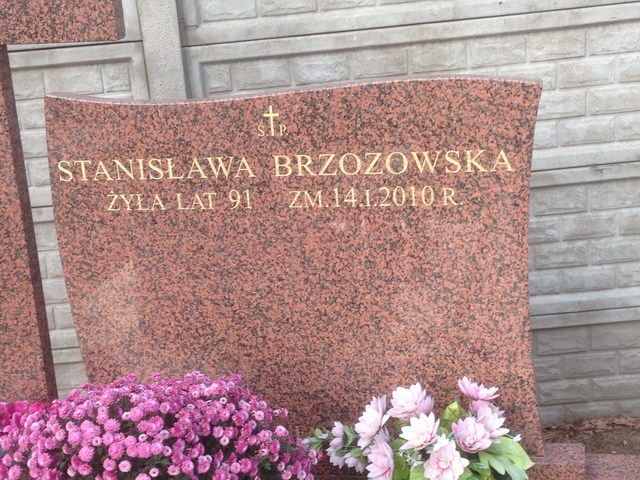 Ś P
STANISŁAWA BRZOZOWSKA
ŻYŁA LAT 91 ZM.14.I.2010 R.